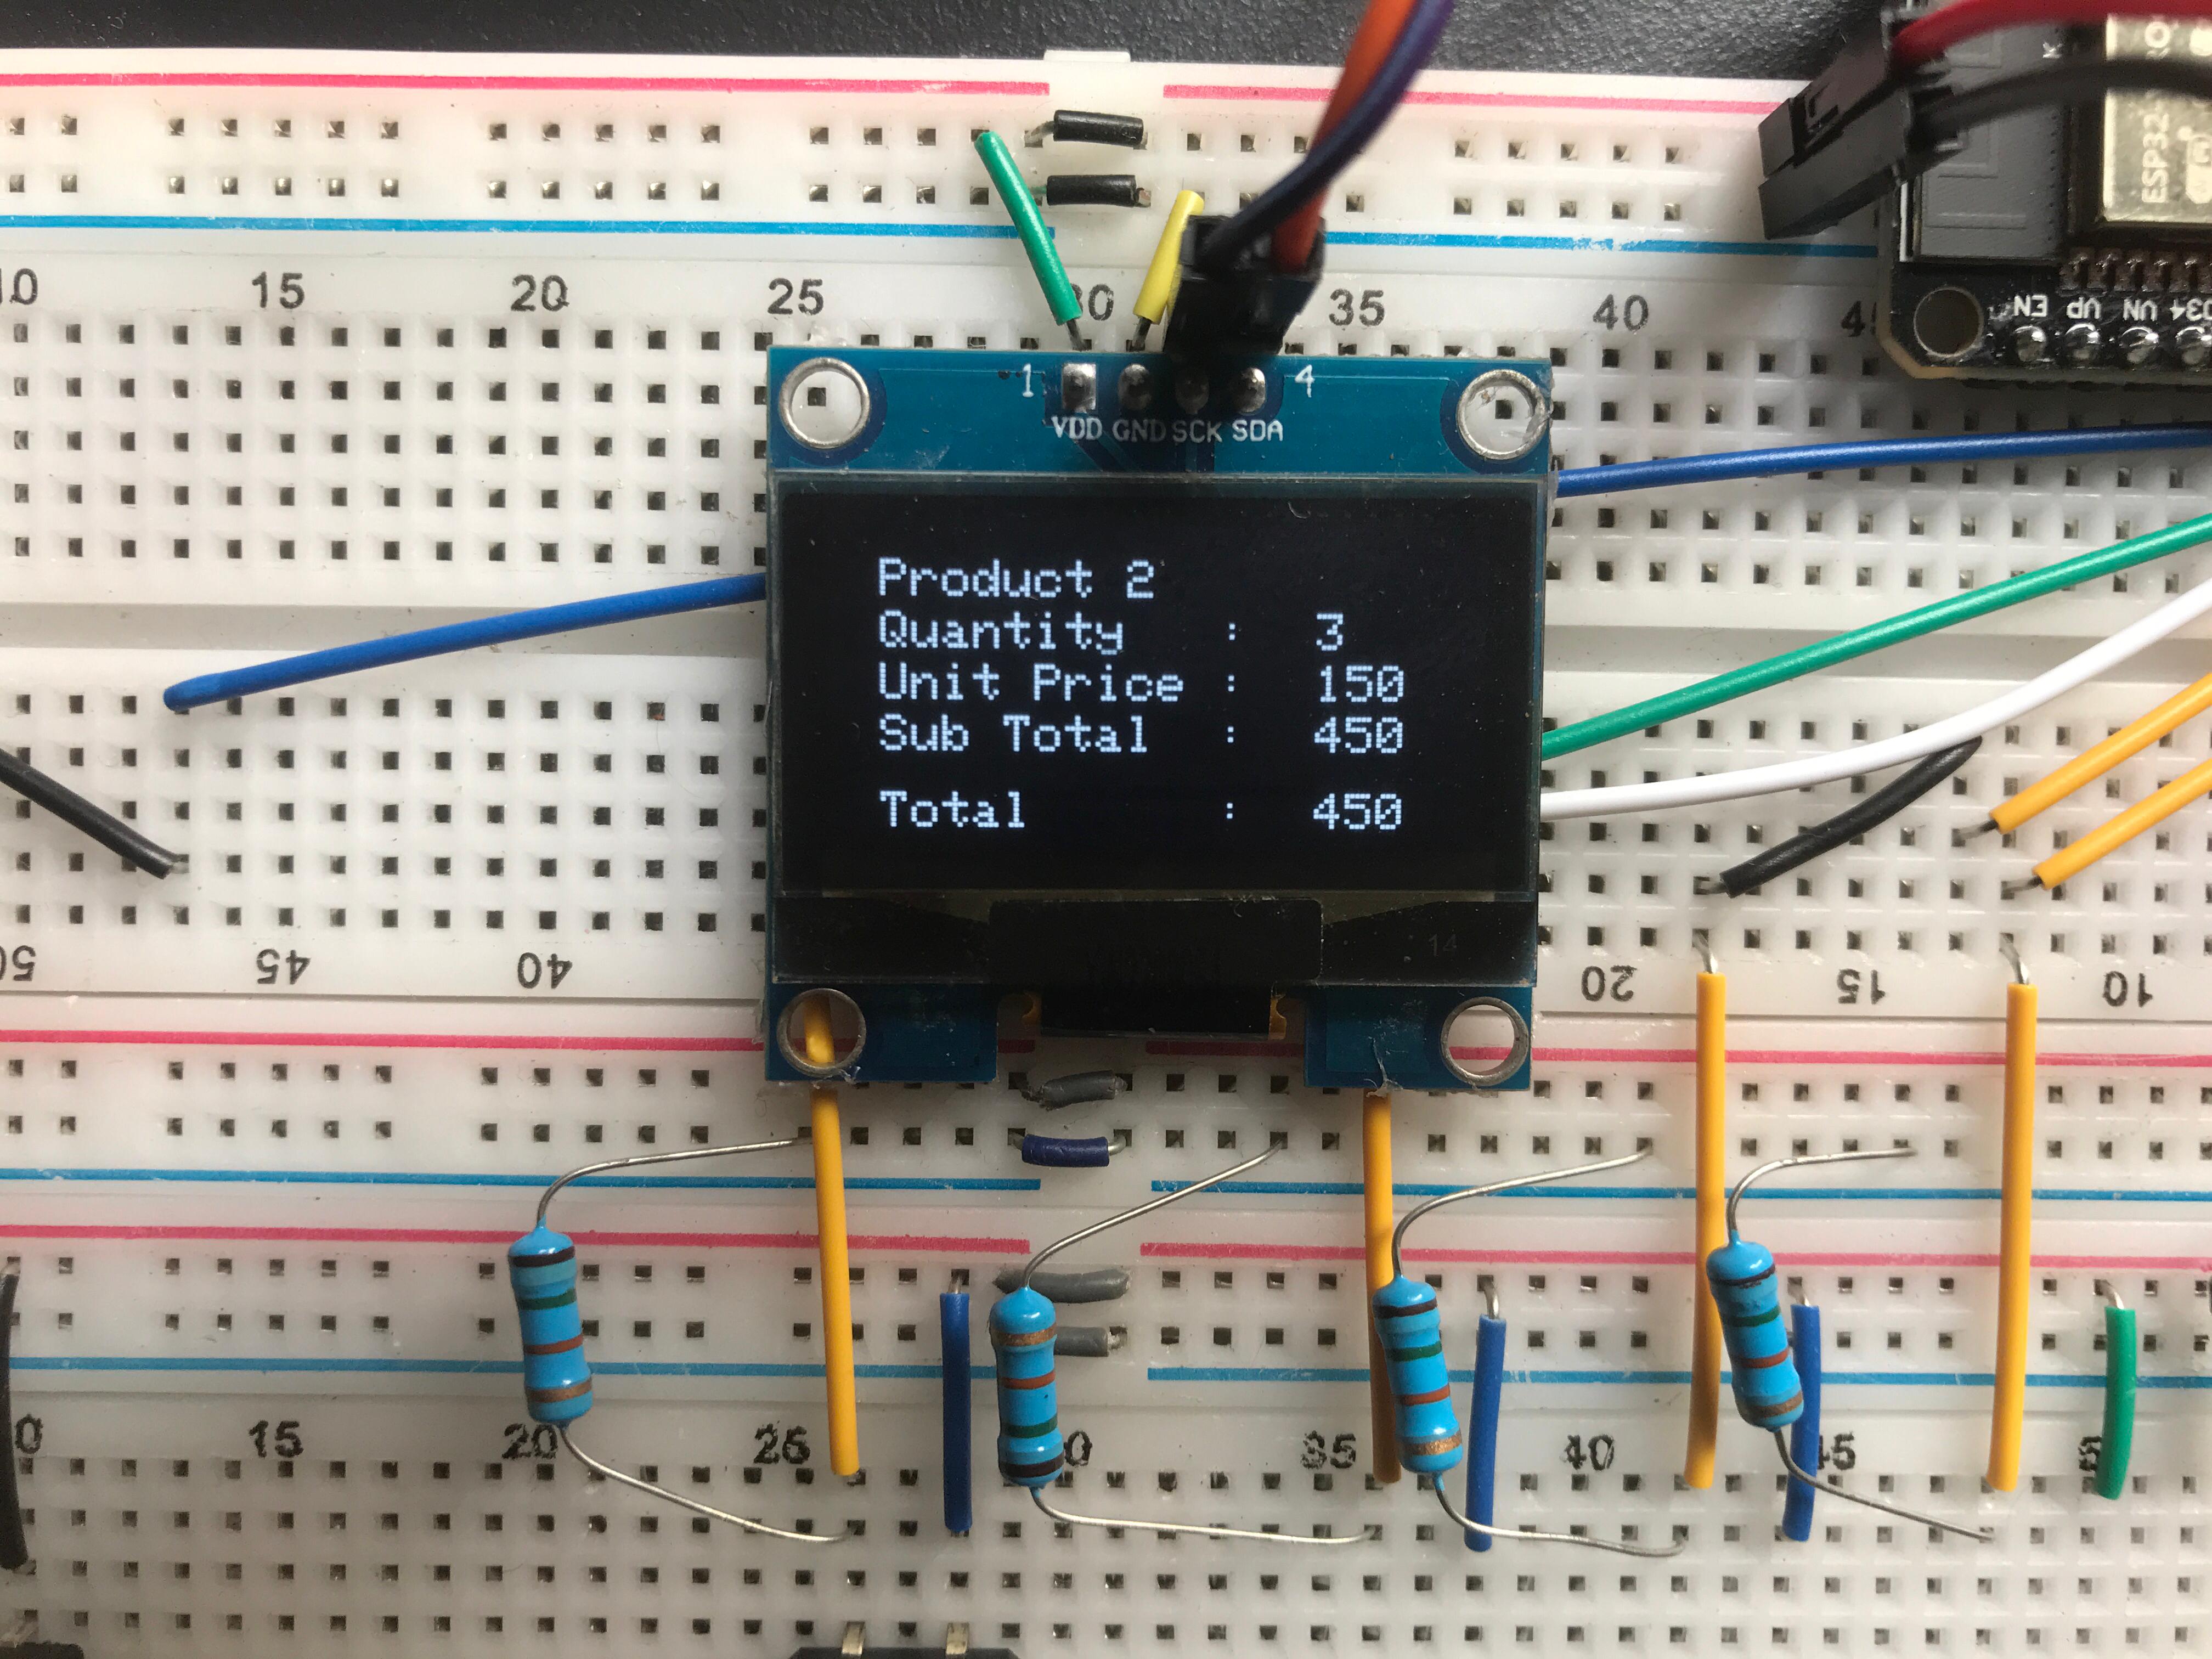 ESP32
10 15 20 25 30 35 40
1 4
VDD GND SCK SDA
EN VP VN
Product 2
Quantity : 3
Unit Price : 150
Sub Total : 450
Total : 450
14
50 45 40 20 15 10
15 20 25 30 35 40 45